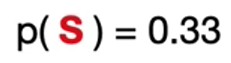 p( S ) = 0.33